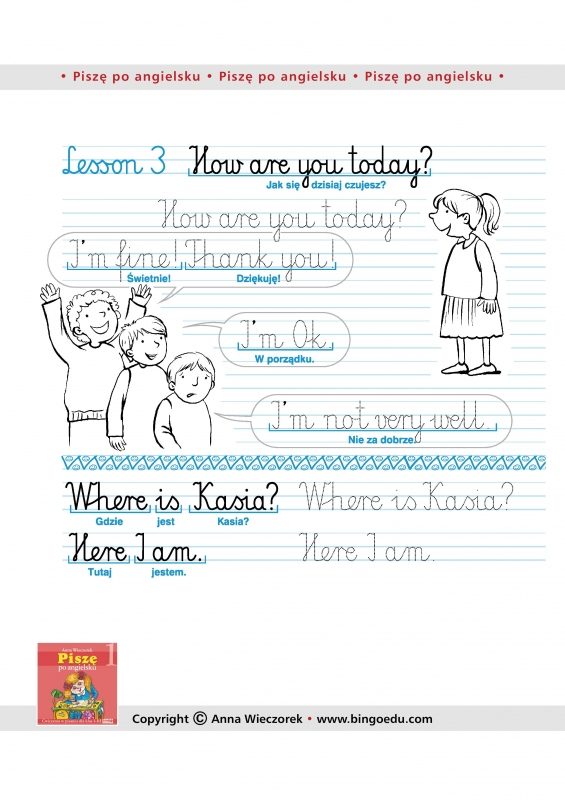 • Piszę po angielsku • Piszę po angielsku • Piszę po angielsku •
Lesson 3 How are you today?
Jak się dzisiaj czujesz?
How are you today?
I'm fine! Thank you!
Świetnie! Dziękuję!
I'm Ok.
W porządku.
I'm not very well.
Nie za dobrze.
Where is Kasia? Where is Kasia?
Gdzie jest Kasia?
Here I am. Here I am.
Tutaj jestem.
Anna Wieczorek 1
Piszę
po angielsku
Copyright © Anna Wieczorek • www.bingoedu.com